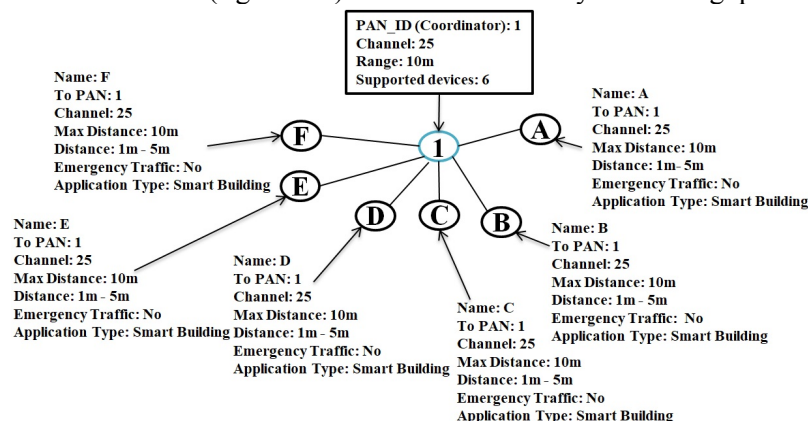 PAN_ID (Coordinator): 1
Channel: 25
Range: 10m
Supported devices: 6
Name: F
To PAN: 1
Channel: 25
Max Distance: 10m
Distance: 1m - 5m
Emergency Traffic: No
Application Type: Smart Building
Name: A
To PAN: 1
Channel: 25
Max Distance: 10m
Distance: 1m- 5m
Emergency Traffic: No
Application Type: Smart Building
F
1
A
E
D
C
B
Name: E
To PAN: 1
Channel: 25
Max Distance: 10m
Distance: 1m - 5m
Emergency Traffic: No
Application Type: Smart Building
Name: D
To PAN: 1
Channel: 25
Max Distance: 10m
Distance: 1m - 5m
Emergency Traffic: No
Application Type: Smart Building
Name: C
To PAN: 1
Channel: 25
Max Distance: 10m
Distance: 1m - 5m
Emergency Traffic: No
Application Type: Smart Building
Name: B
To PAN: 1
Channel: 25
Max Distance: 10m
Distance: 1m - 5m
Emergency Traffic: No
Application Type: Smart Building